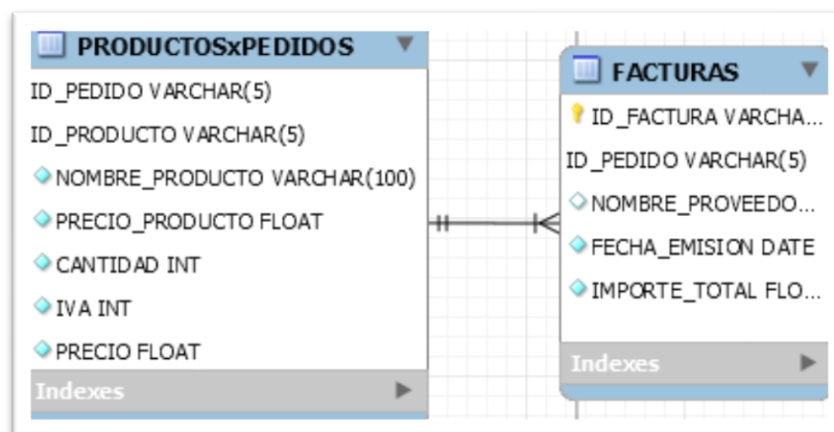 PRODUCTOSxPEDIDOS
ID_PEDIDO VARCHAR(5)
ID_PRODUCTO VARCHAR(5)
NOMBRE_PRODUCTO VARCHAR(100)
PRECIO_PRODUCTO FLOAT
CANTIDAD INT
IVA INT
PRECIO FLOAT
Indexes
FACTURAS
ID_FACTURA VARCHA...
ID_PEDIDO VARCHAR(5)
NOMBRE_PROVEEDO...
FECHA_EMISION DATE
IMPORTE_TOTAL FLO...
Indexes